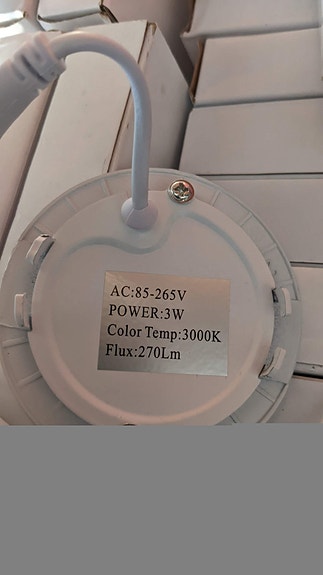 AC:85-265V
POWER:3W
Color Temp:3000K
Flux:270Lm